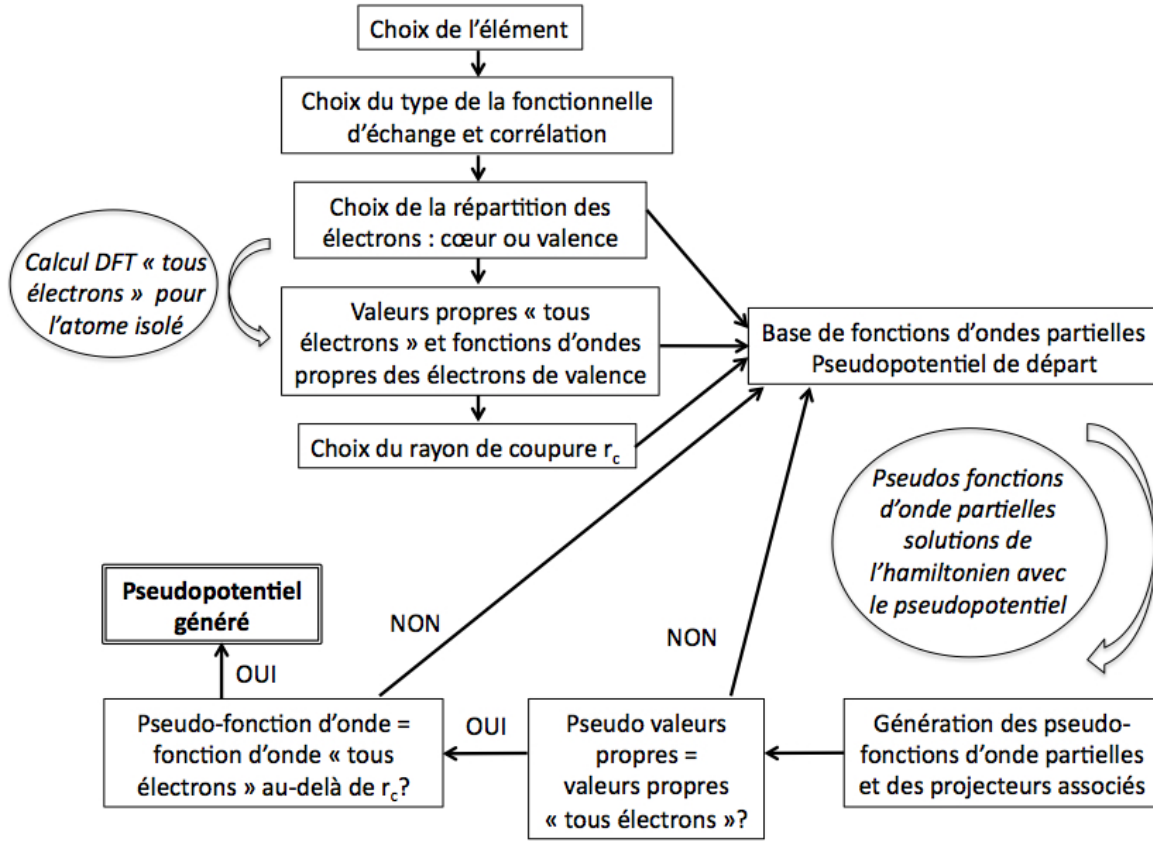 Choix de l'élément
Choix du type de la fonctionnelle
d'échange et corrélation
Choix de la répartition des
électrons : cœur ou valence
Calcul DFT « tous
électrons » pour
l'atome isolé
Valeurs propres « tous
électrons » et fonctions d'ondes
propres des électrons de valence
Base de fonctions d'ondes partielles
Pseudopotentiel de départ
Choix du rayon de coupure rc
Pseudos fonctions
d'onde partielles
solutions de
l'hamiltonien avec
le pseudopotentiel
Pseudopotentiel
généré
NON
NON
OUI
Pseudo-fonction d'onde =
fonction d'onde « tous
électrons » au-delà de rc?
OUI
Pseudo valeurs
propres =
valeurs propres
« tous électrons »?
Génération des pseudo-
fonctions d'onde partielles
et des projecteurs associés